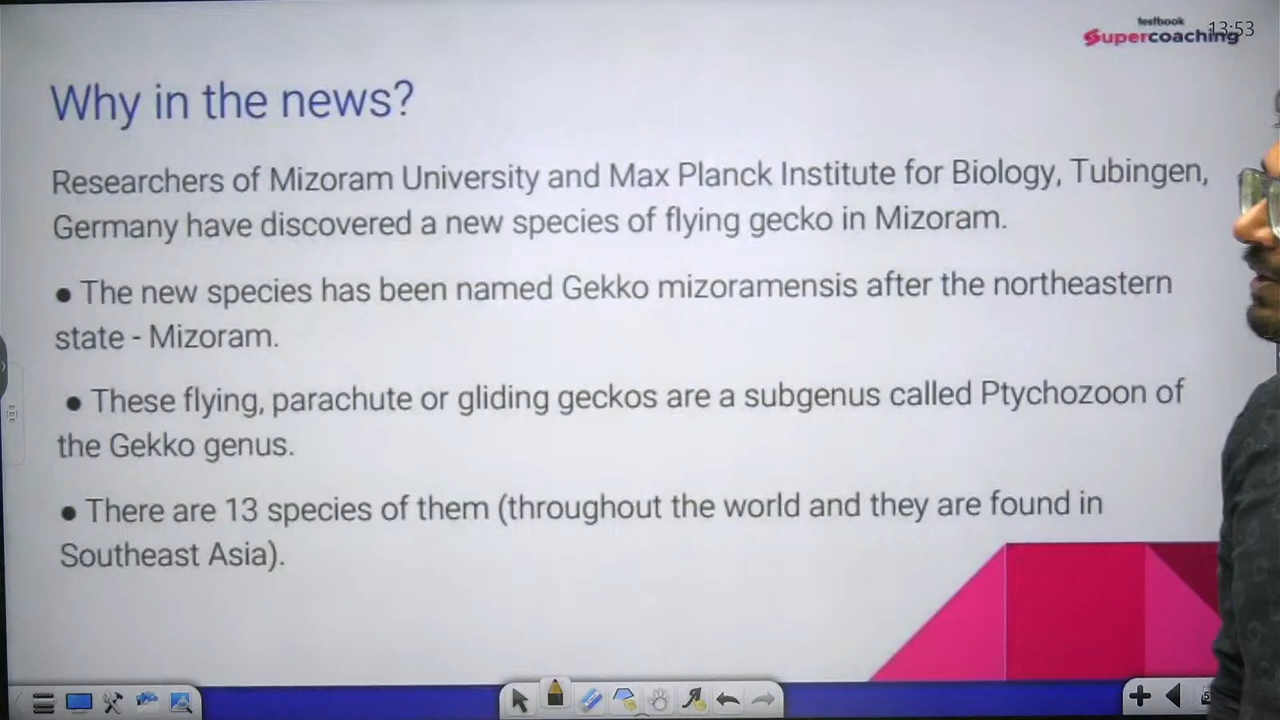 testbook
Supercoaching
13:53
Why in the news?
Researchers of Mizoram University and Max Planck Institute for Biology, Tubingen,
Germany have discovered a new species of flying gecko in Mizoram.
● The new species has been named Gekko mizoramensis after the northeastern
state - Mizoram.
● These flying, parachute or gliding geckos are a subgenus called Ptychozoon of
the Gekko genus.
● There are 13 species of them (throughout the world and they are found in
Southeast Asia).